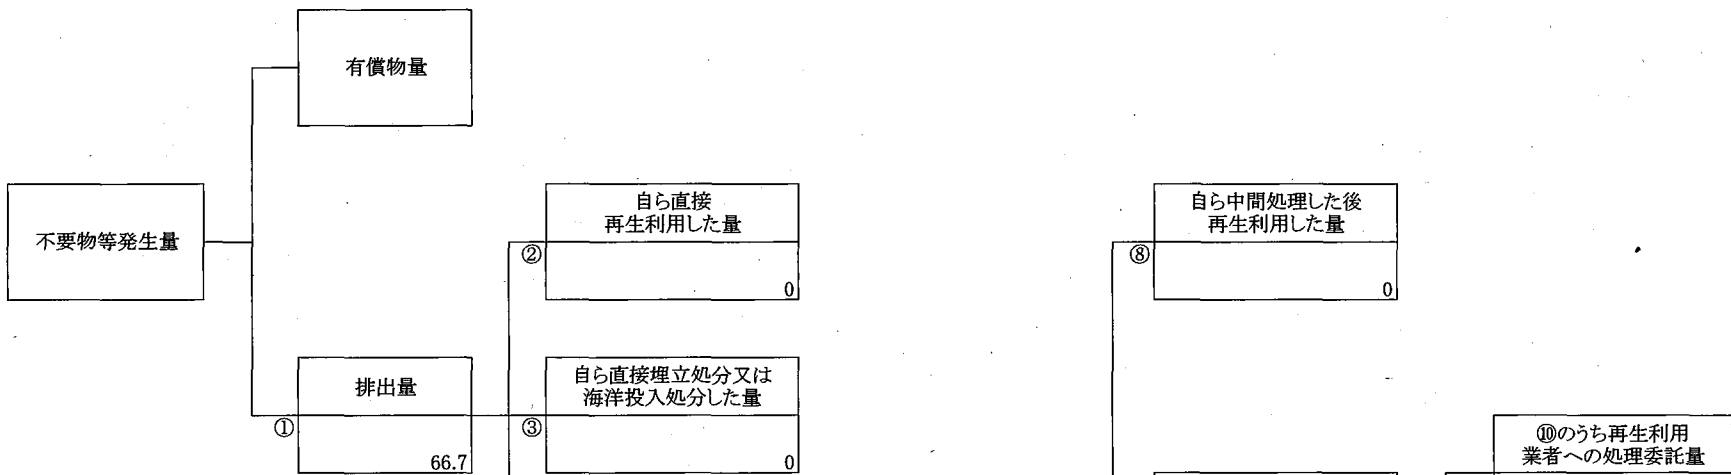 有償物量
不要物等発生量
自ら直接
再生利用した量
②
0
自ら中間処理した後
再生利用した量
⑧
0
排出量
①
66.7
自ら直接埋立処分又は
海洋投入処分した量
③
0
⑩のうち再生利用
業者への処理委託量